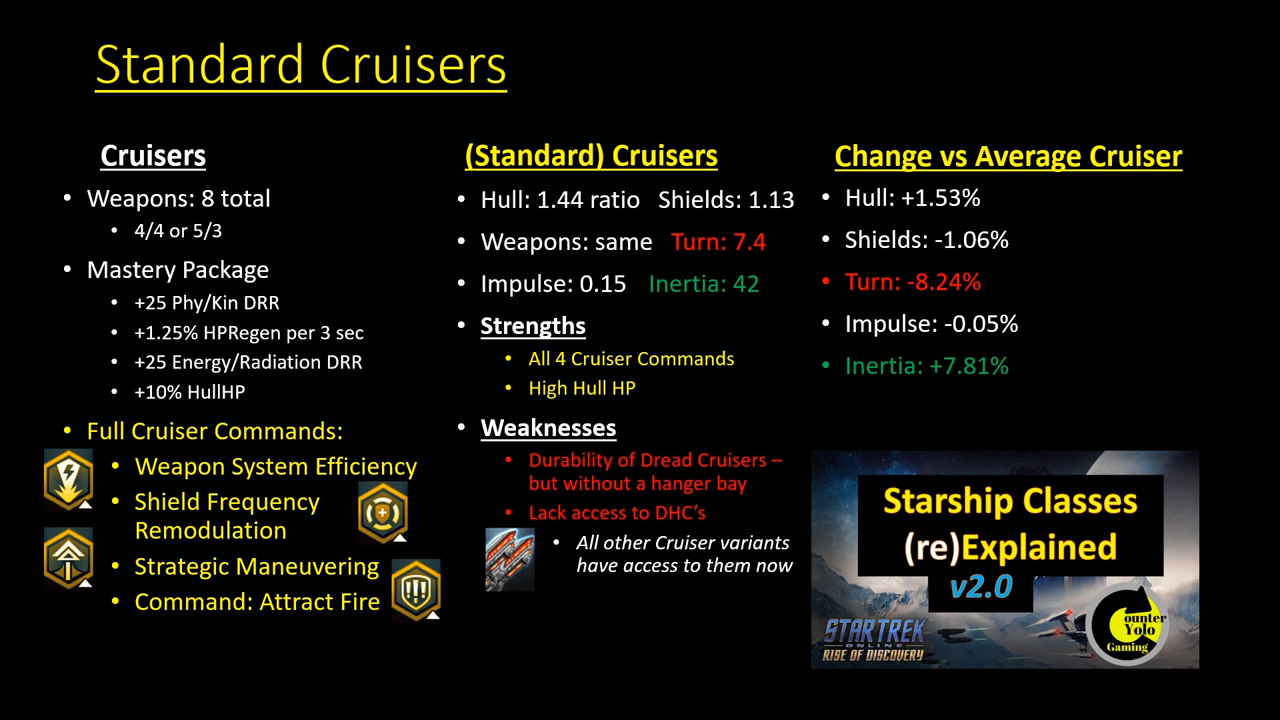 Standard Cruisers
Cruisers
• Weapons: 8 total
• 4/4 or 5/3
• Mastery Package
• +25 Phy/Kin DRR
• +1.25% HPRegen per 3 sec
• +25 Energy/Radiation DRR
• +10% HullHP
• Full Cruiser Commands:
• Weapon System Efficiency
• Shield Frequency
Remodulation
• Strategic Maneuvering
• Command: Attract Fire
(Standard) Cruisers
• Hull: 1.44 ratio Shields: 1.13
• Weapons: same Turn: 7.4
• Impulse: 0.15 Inertia: 42
• Strengths
• All 4 Cruiser Commands
• High Hull HP
• Weaknesses
• Durability of Dread Cruisers –
but without a hanger bay
• Lack access to DHC's
• All other Cruiser variants
have access to them now
Change vs Average Cruiser
• Hull: +1.53%
• Shields: -1.06%
• Turn: -8.24%
• Impulse: -0.05%
• Inertia: +7.81%
Starship Classes
(re)Explained
v2.0
STAR TREK
ONLINE
RISE OF DISCOVERY
Counter
Yolo
Gaming